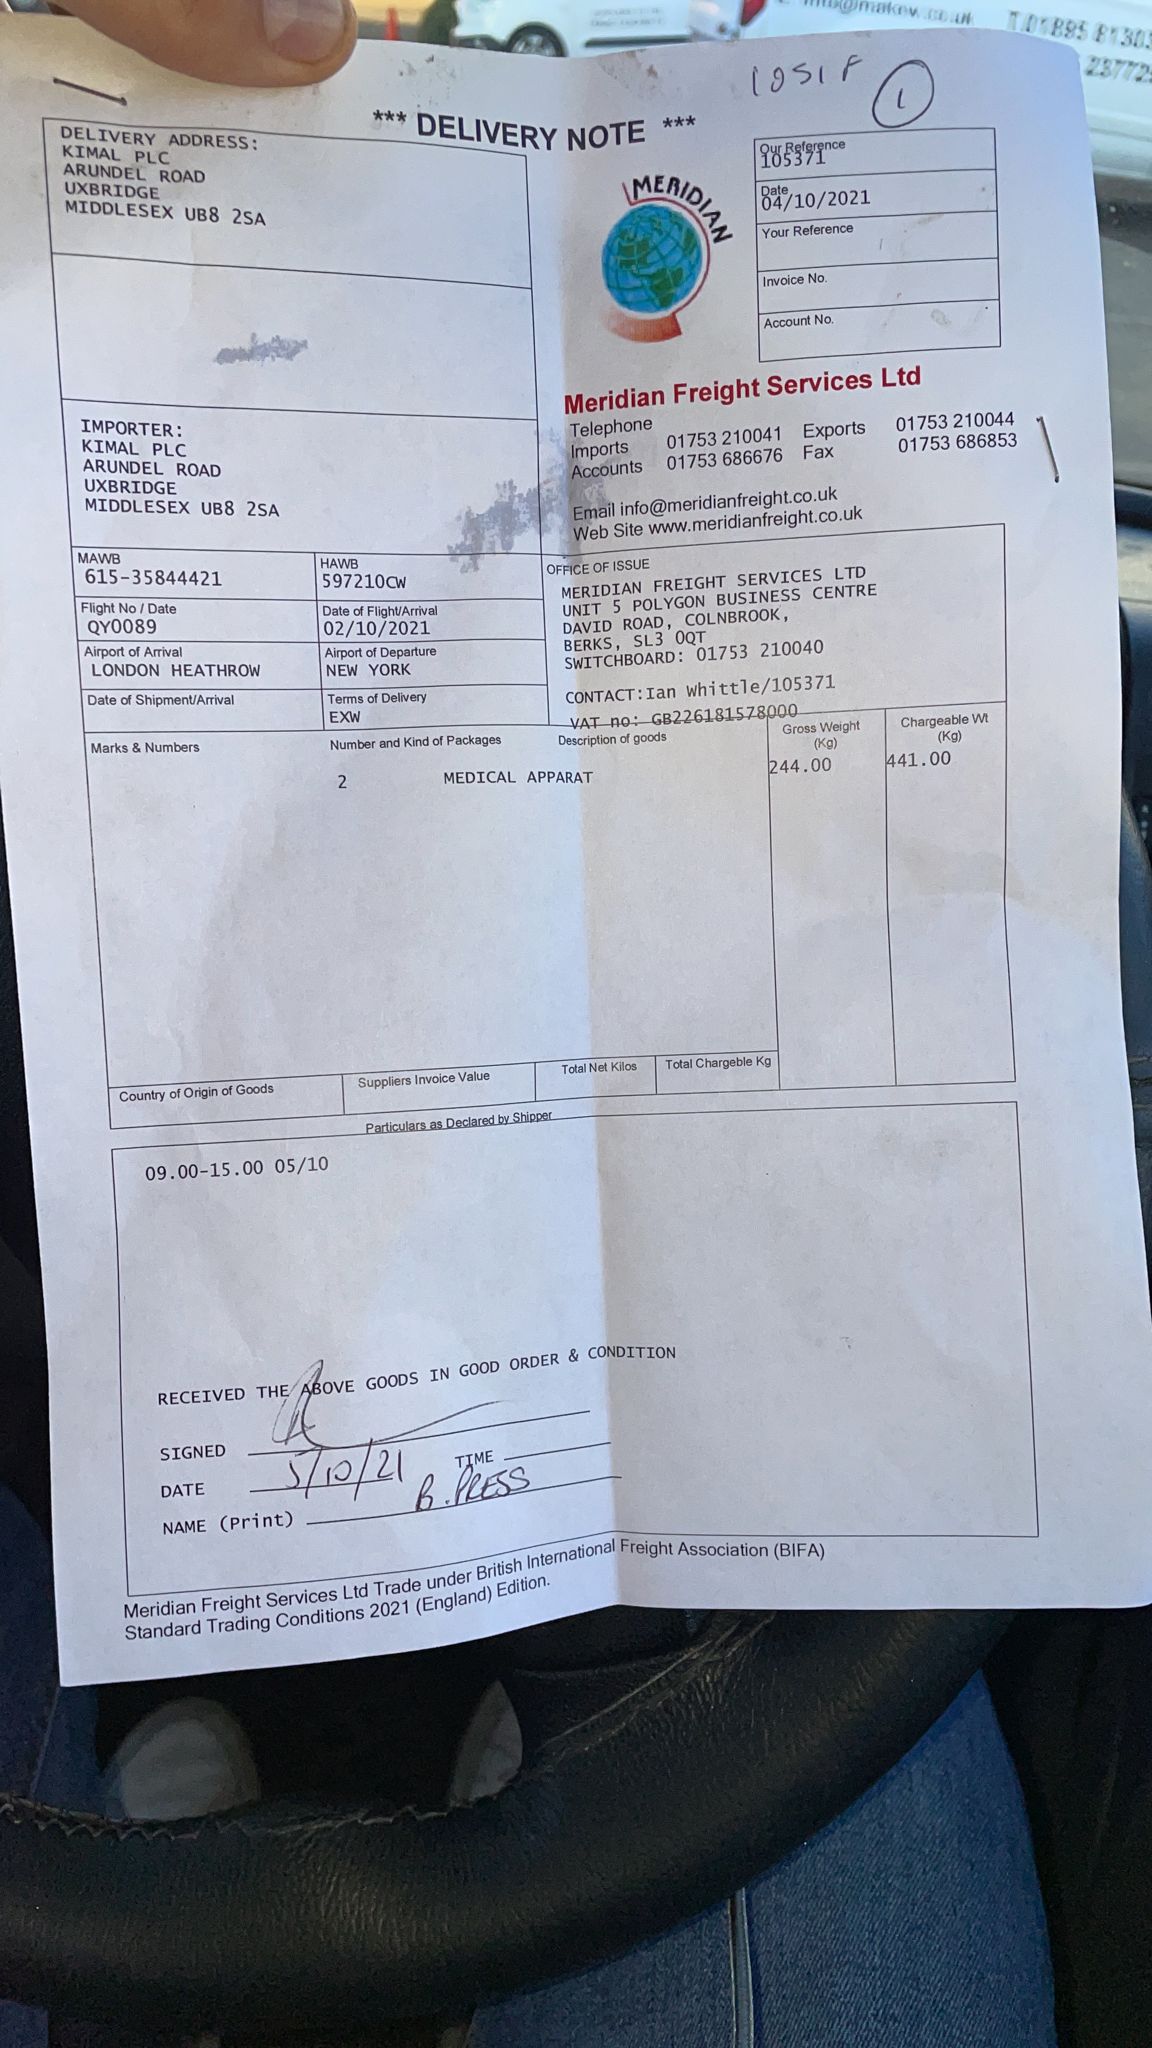 info@makew.co.uk
T 01895 8130
23772
IOSIF
1
*** DELIVERY NOTE ***
DELIVERY ADDRESS:
KIMAL PLC
ARUNDEL ROAD
UXBRIDGE
MIDDLESEX UB8 2SA
MERIDIAN
Our Reference
105371
Date
04/10/2021
Your Reference
Invoice No.
Account No.
IMPORTER:
KIMAL PLC
ARUNDEL ROAD
UXBRIDGE
MIDDLESEX UB8 2SA
Meridian Freight Services Ltd
Telephone
Imports 01753 210041 Exports 01753 210044
Accounts 01753 686676 Fax 01753 686853
Email info@meridianfreight.co.uk
Web Site www.meridianfreight.co.uk
MAWB
615-35844421
HAWB
597210CW
Flight No / Date
QY0089
Date of Flight/Arrival
02/10/2021
Airport of Arrival
LONDON HEATHROW
Airport of Departure
NEW YORK
Date of Shipment/Arrival
Terms of Delivery
EXW
OFFICE OF ISSUE
MERIDIAN FREIGHT SERVICES LTD
UNIT 5 POLYGON BUSINESS CENTRE
DAVID ROAD, COLNBROOK,
BERKS, SL3 0QT
SWITCHBOARD: 01753 210040
CONTACT:Ian Whittle/105371
VAT no: GB226181578000
Marks & Numbers
Number and Kind of Packages
Description of goods
Gross Weight
(Kg)
Chargeable Wt
(Kg)
2 MEDICAL APPARAT 244.00 441.00
Country of Origin of Goods
Suppliers Invoice Value
Total Net Kilos
Total Chargeble Kg
Particulars as Declared by Shipper
09.00-15.00 05/10
RECEIVED THE ABOVE GOODS IN GOOD ORDER & CONDITION
SIGNED
DATE 5/10/21 TIME
NAME (Print) B. PRESS
Meridian Freight Services Ltd Trade under British International Freight Association (BIFA)
Standard Trading Conditions 2021 (England) Edition.